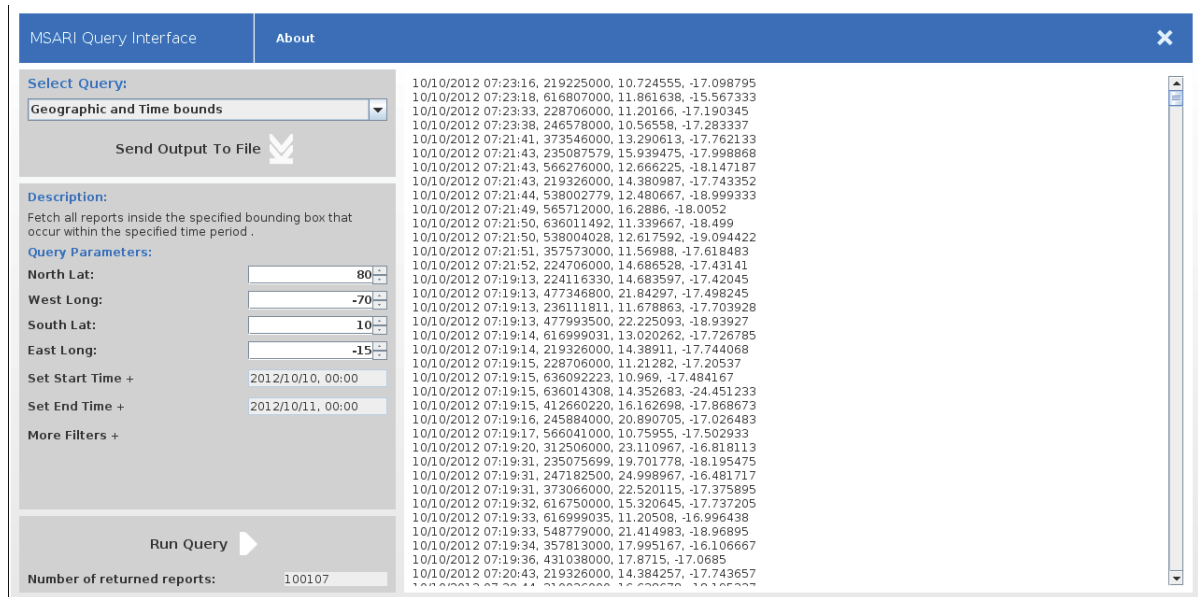 MSARI Query Interface
About
Select Query:
Geographic and Time bounds
Send Output To File
Description:
Fetch all reports inside the specified bounding box that
occur within the specified time period .
Query Parameters:
North Lat: 80
West Long: -70
South Lat: 10
East Long: -15
Set Start Time + 2012/10/10, 00:00
Set End Time + 2012/10/11, 00:00
More Filters +
Run Query
Number of returned reports: 100107
10/10/2012 07:23:16, 219225000, 10.724555, -17.098795
10/10/2012 07:23:18, 616807000, 11.861638, -15.567333
10/10/2012 07:23:33, 228706000, 11.20166, -17.190345
10/10/2012 07:23:38, 246578000, 10.56558, -17.283337
10/10/2012 07:21:41, 373546000, 13.290613, -17.762133
10/10/2012 07:21:43, 235087579, 15.939475, -17.998868
10/10/2012 07:21:43, 566276000, 12.666225, -18.147187
10/10/2012 07:21:43, 219326000, 14.380987, -17.743352
10/10/2012 07:21:44, 538002779, 12.480667, -18.999333
10/10/2012 07:21:49, 565712000, 16.2886, -18.0052
10/10/2012 07:21:50, 636011492, 11.339667, -18.499
10/10/2012 07:21:50, 538004028, 12.617592, -19.094422
10/10/2012 07:21:51, 357573000, 11.56988, -17.618483
10/10/2012 07:21:52, 224706000, 14.686528, -17.43141
10/10/2012 07:19:13, 224116330, 14.683597, -17.42045
10/10/2012 07:19:13, 477346800, 21.84297, -17.498245
10/10/2012 07:19:13, 236111811, 11.678863, -17.703928
10/10/2012 07:19:13, 477993500, 22.225093, -18.93927
10/10/2012 07:19:14, 616999031, 13.020262, -17.726785
10/10/2012 07:19:14, 219326000, 14.38911, -17.744068
10/10/2012 07:19:15, 228706000, 11.21282, -17.20537
10/10/2012 07:19:15, 636092223, 10.969, -17.484167
10/10/2012 07:19:15, 636014308, 14.352683, -24.451233
10/10/2012 07:19:15, 412660220, 16.162698, -17.868673
10/10/2012 07:19:16, 245884000, 20.890705, -17.026483
10/10/2012 07:19:17, 566041000, 10.75955, -17.502933
10/10/2012 07:19:20, 312506000, 23.110967, -16.818113
10/10/2012 07:19:31, 235075699, 19.701778, -18.195475
10/10/2012 07:19:31, 247182500, 24.998967, -16.481717
10/10/2012 07:19:31, 373066000, 22.520115, -17.375895
10/10/2012 07:19:32, 616750000, 15.320645, -17.737205
10/10/2012 07:19:33, 616999035, 11.20508, -16.996438
10/10/2012 07:19:33, 548779000, 21.414983, -18.96895
10/10/2012 07:19:34, 357813000, 17.995167, -16.106667
10/10/2012 07:19:36, 431038000, 17.8715, -17.0685
10/10/2012 07:20:43, 219326000, 14.384257, -17.743657